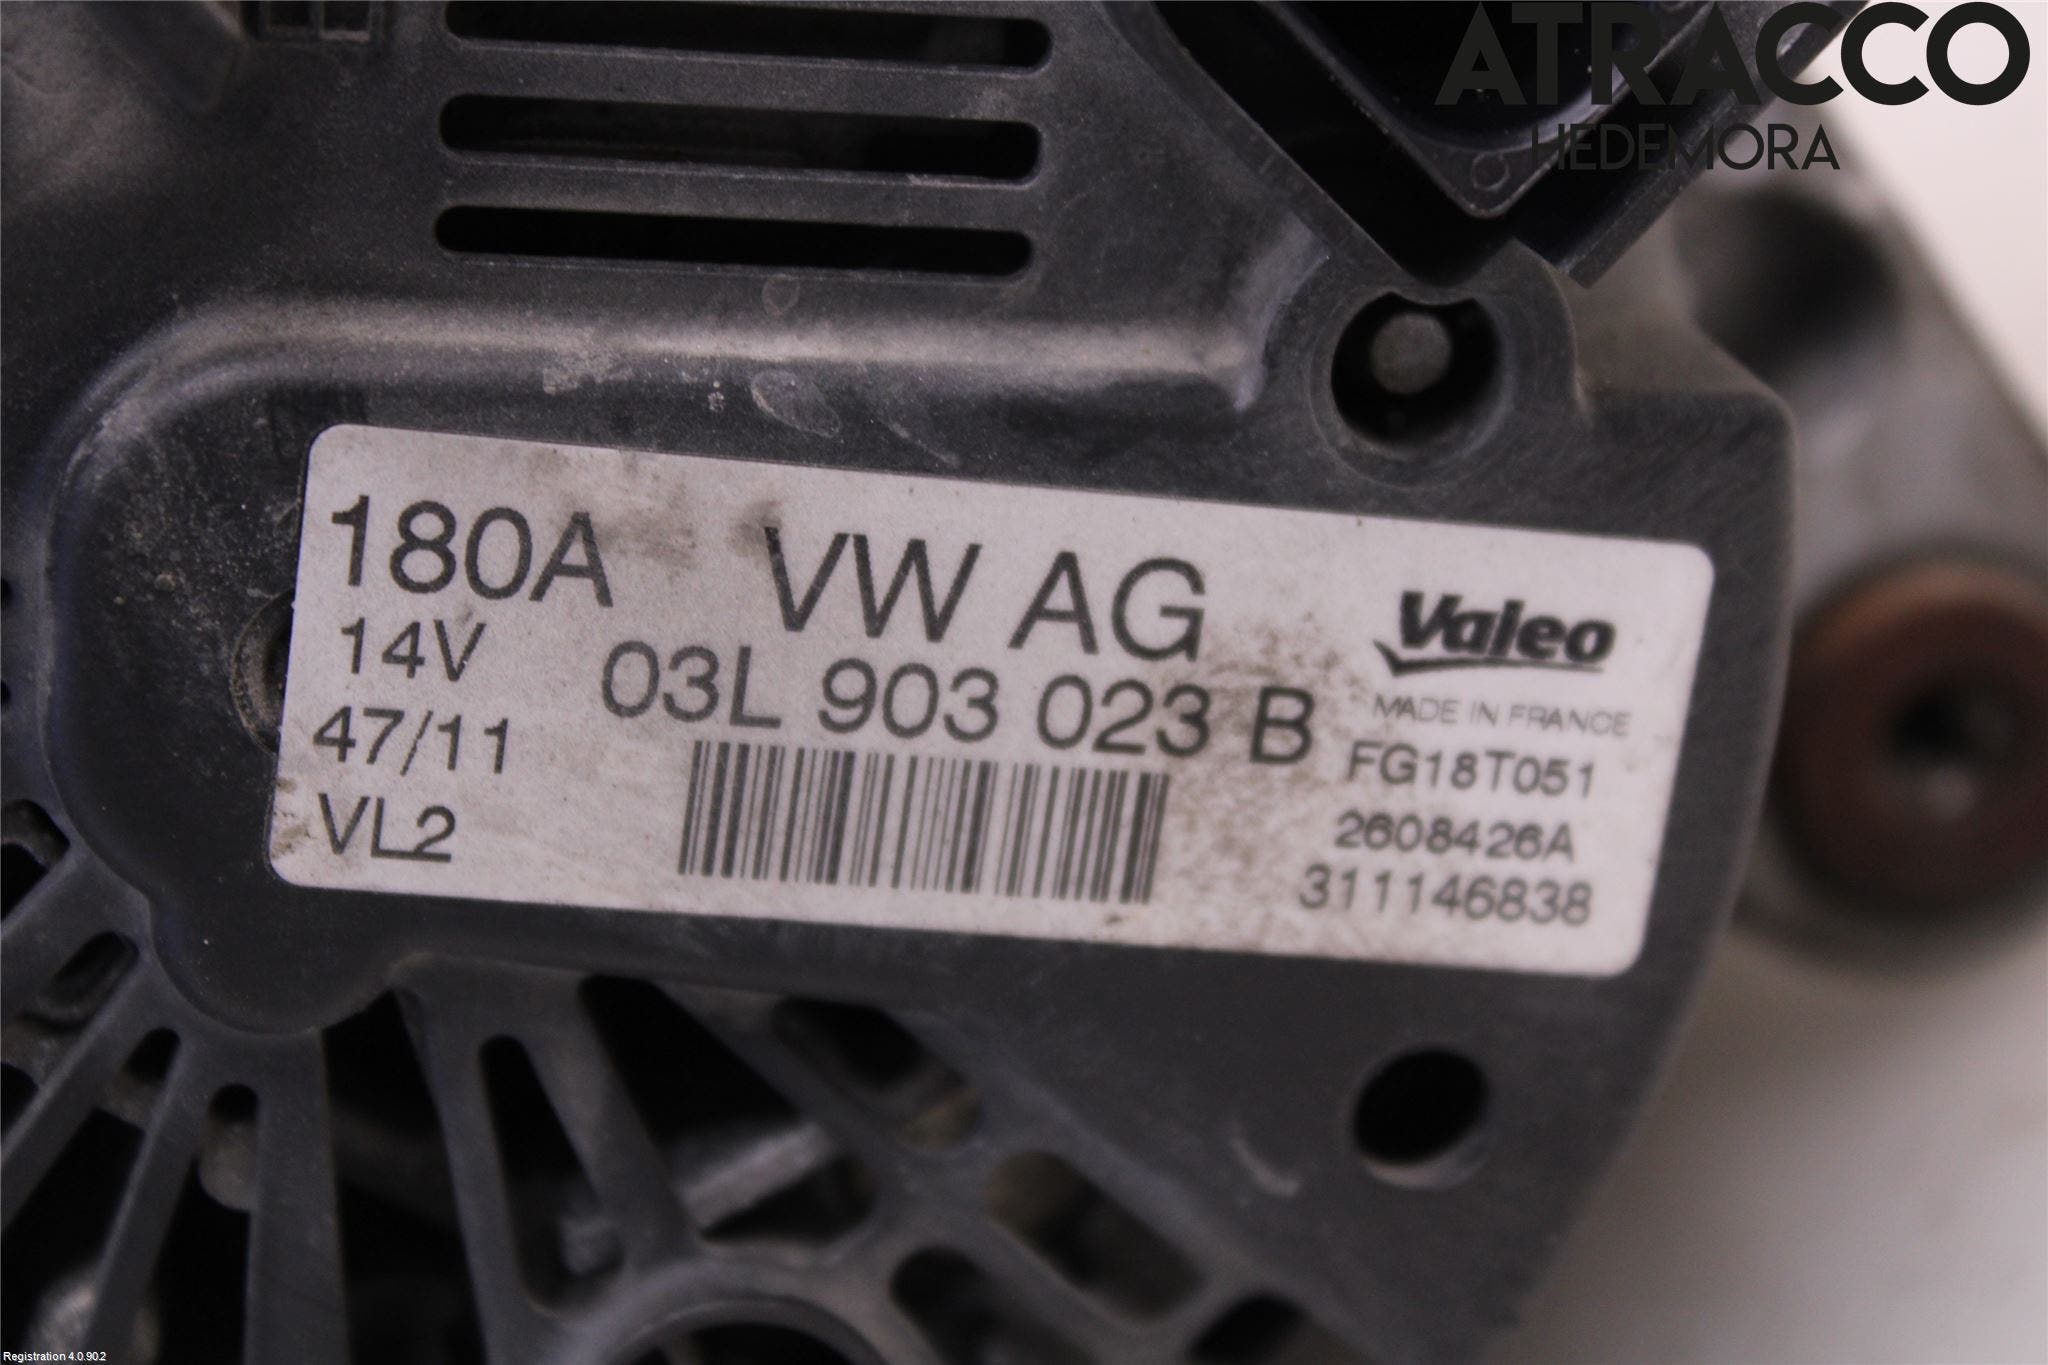 ATRACCO
HEDEMORA
180A VW AG
14V 03L 903 023 B
47/11
VL2
Valeo
MADE IN FRANCE
FG18T051
2608426A
311146838
Registration 4.0.90.2